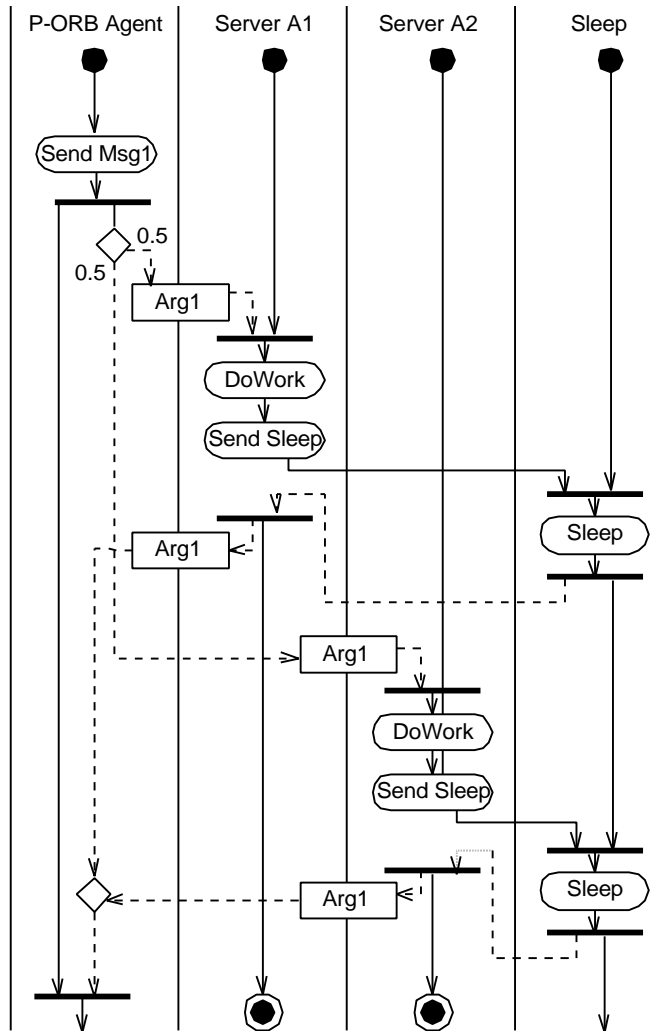 P-ORB Agent Server A1 Server A2 Sleep
Send Msg1
0.5
0.5
Arg1
DoWork
Send Sleep
Sleep
Arg1
Arg1
DoWork
Send Sleep
Sleep
Arg1